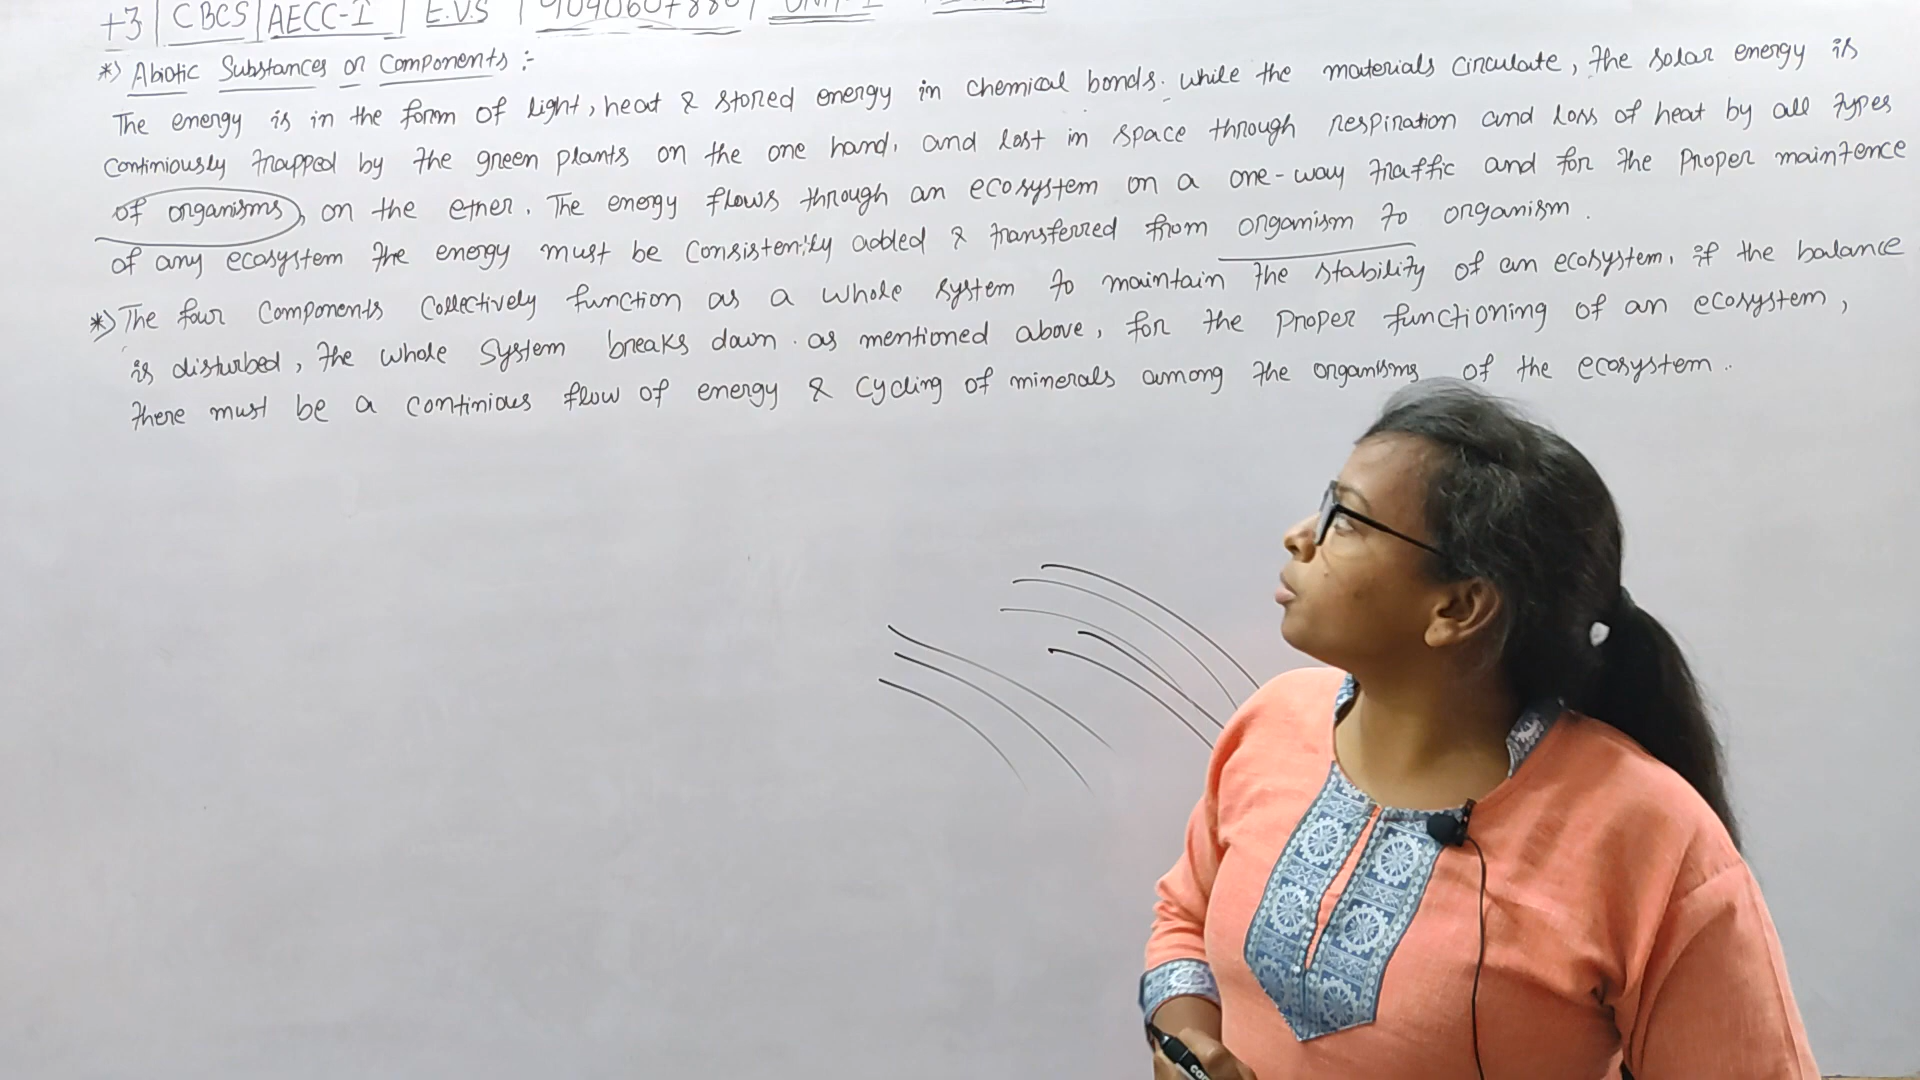 +3 | CBCS | AECC-I | E.V.S
*) Abiotic Substances or Components :-
The energy is in the form of light, heat & stored energy in chemical bonds. while the materials circulate, the solar energy is
continiously trapped by the green plants on the one hand. and lost in space through respiration and loss of heat by all types
of organisms, on the other. The energy flows through an ecosystem on a one-way traffic and for the proper maintence
of any ecosystem the energy must be consistently added & transferred from organism to organism.
*) The four components collectively function as a whole system to maintain the stability of an ecosystem. if the balance
is disturbed, the whole system breaks down. as mentioned above, for the proper functioning of an ecosystem,
there must be a continious flow of energy & cycling of minerals among the organisms of the ecosystem..